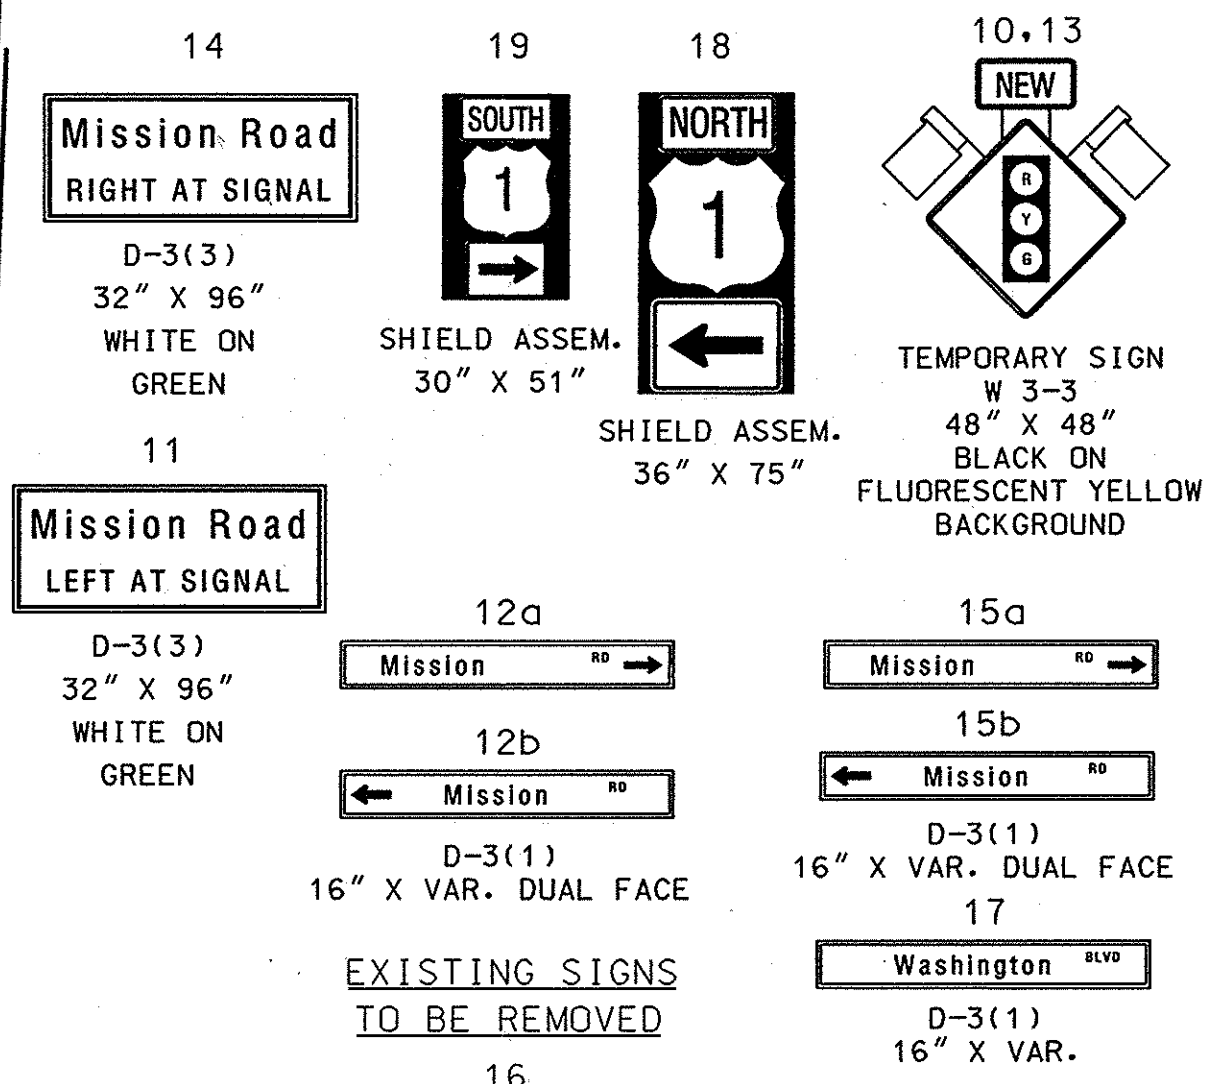 14
Mission Road
RIGHT AT SIGNAL
D-3(3)
32" X 96"
WHITE ON
GREEN
19
SOUTH
1
SHIELD ASSEM.
30" X 51"
18
NORTH
1
SHIELD ASSEM.
36" X 75"
10,13
NEW
R
Y
G
TEMPORARY SIGN
W 3-3
48" X 48"
BLACK ON
FLUORESCENT YELLOW
BACKGROUND
11
Mission Road
LEFT AT SIGNAL
D-3(3)
32" X 96"
WHITE ON
GREEN
12a
Mission RD
12b
Mission RD
D-3(1)
16" X VAR. DUAL FACE
15a
Mission RD
15b
Mission RD
D-3(1)
16" X VAR. DUAL FACE
17
Washington BLVD
D-3(1)
16" X VAR.
EXISTING SIGNS
TO BE REMOVED
16